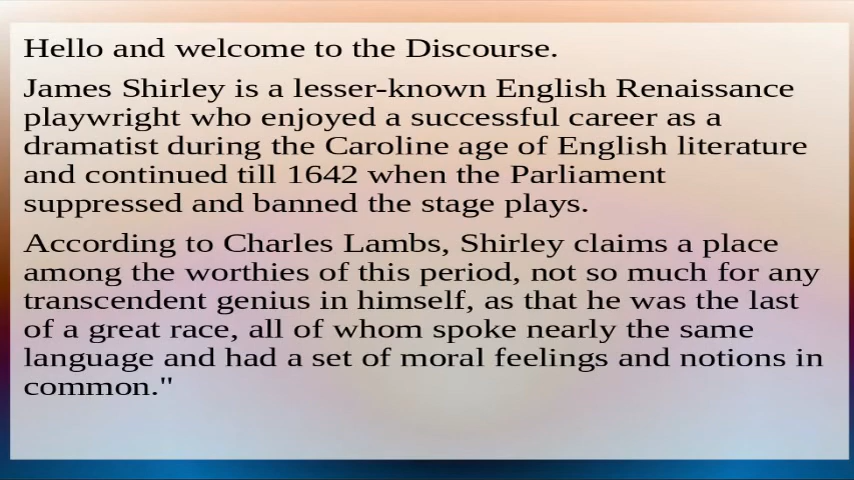 Hello and welcome to the Discourse.
James Shirley is a lesser-known English Renaissance
playwright who enjoyed a successful career as a
dramatist during the Caroline age of English literature
and continued till 1642 when the Parliament
suppressed and banned the stage plays.
According to Charles Lambs, Shirley claims a place
among the worthies of this period, not so much for any
transcendent genius in himself, as that he was the last
of a great race, all of whom spoke nearly the same
language and had a set of moral feelings and notions in
common."